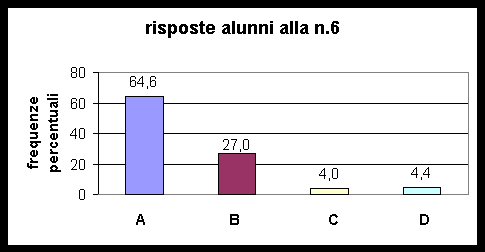 risposte alunni alla n.6
frequenze
percentuali
80
60
40
20
0
64,6
27,0
4,0
4,4
A
B
C
D